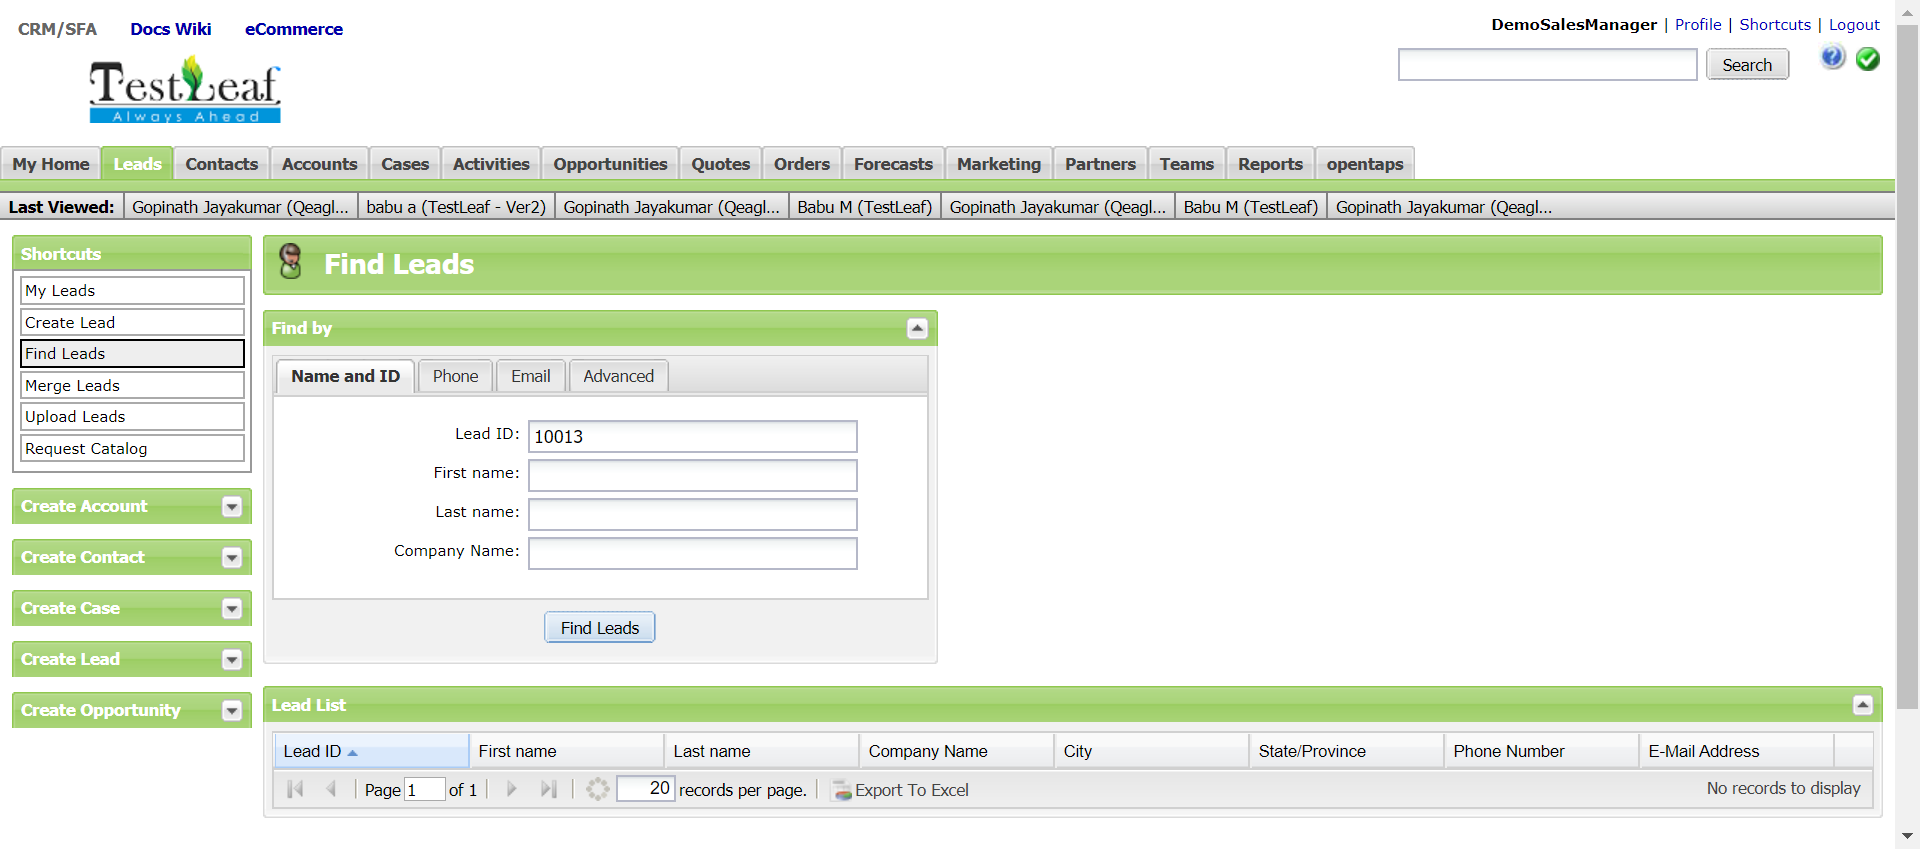 CRM/SFA Docs Wiki eCommerce
DemoSalesManager | Profile | Shortcuts | Logout
Search
TestLeaf
Always Ahead
My Home Leads Contacts Accounts Cases Activities Opportunities Quotes Orders Forecasts Marketing Partners Teams Reports opentaps
Last Viewed: Gopinath Jayakumar (Qeagl... babu a (TestLeaf - Ver2) Gopinath Jayakumar (Qeagl... Babu M (TestLeaf) Gopinath Jayakumar (Qeagl... Babu M (TestLeaf) Gopinath Jayakumar (Qeagl...
Shortcuts
My Leads
Create Lead
Find Leads
Merge Leads
Upload Leads
Request Catalog
Create Account
Create Contact
Create Case
Create Lead
Create Opportunity
Find Leads
Find by
Name and ID Phone Email Advanced
Lead ID: 10013
First name:
Last name:
Company Name:
Find Leads
Lead List
Lead ID First name Last name Company Name City State/Province Phone Number E-Mail Address
Page 1 of 1 20 records per page. Export To Excel No records to display